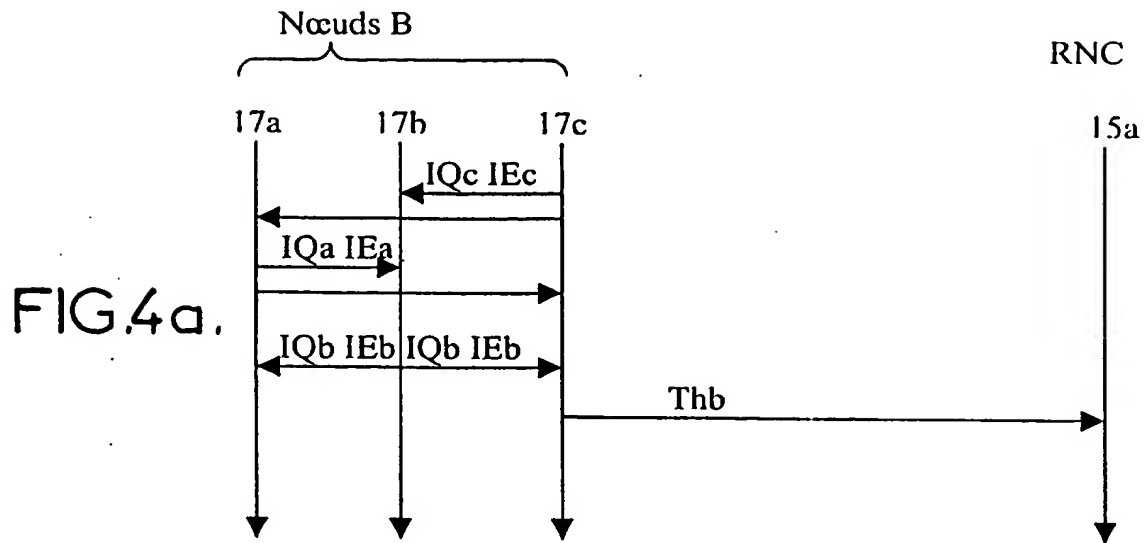 Nœuds B
RNC
17a 17b 17c 15a
IQc IEc
IQa IEa
FIG.4a.
IQb IEb IQb IEb
Thb